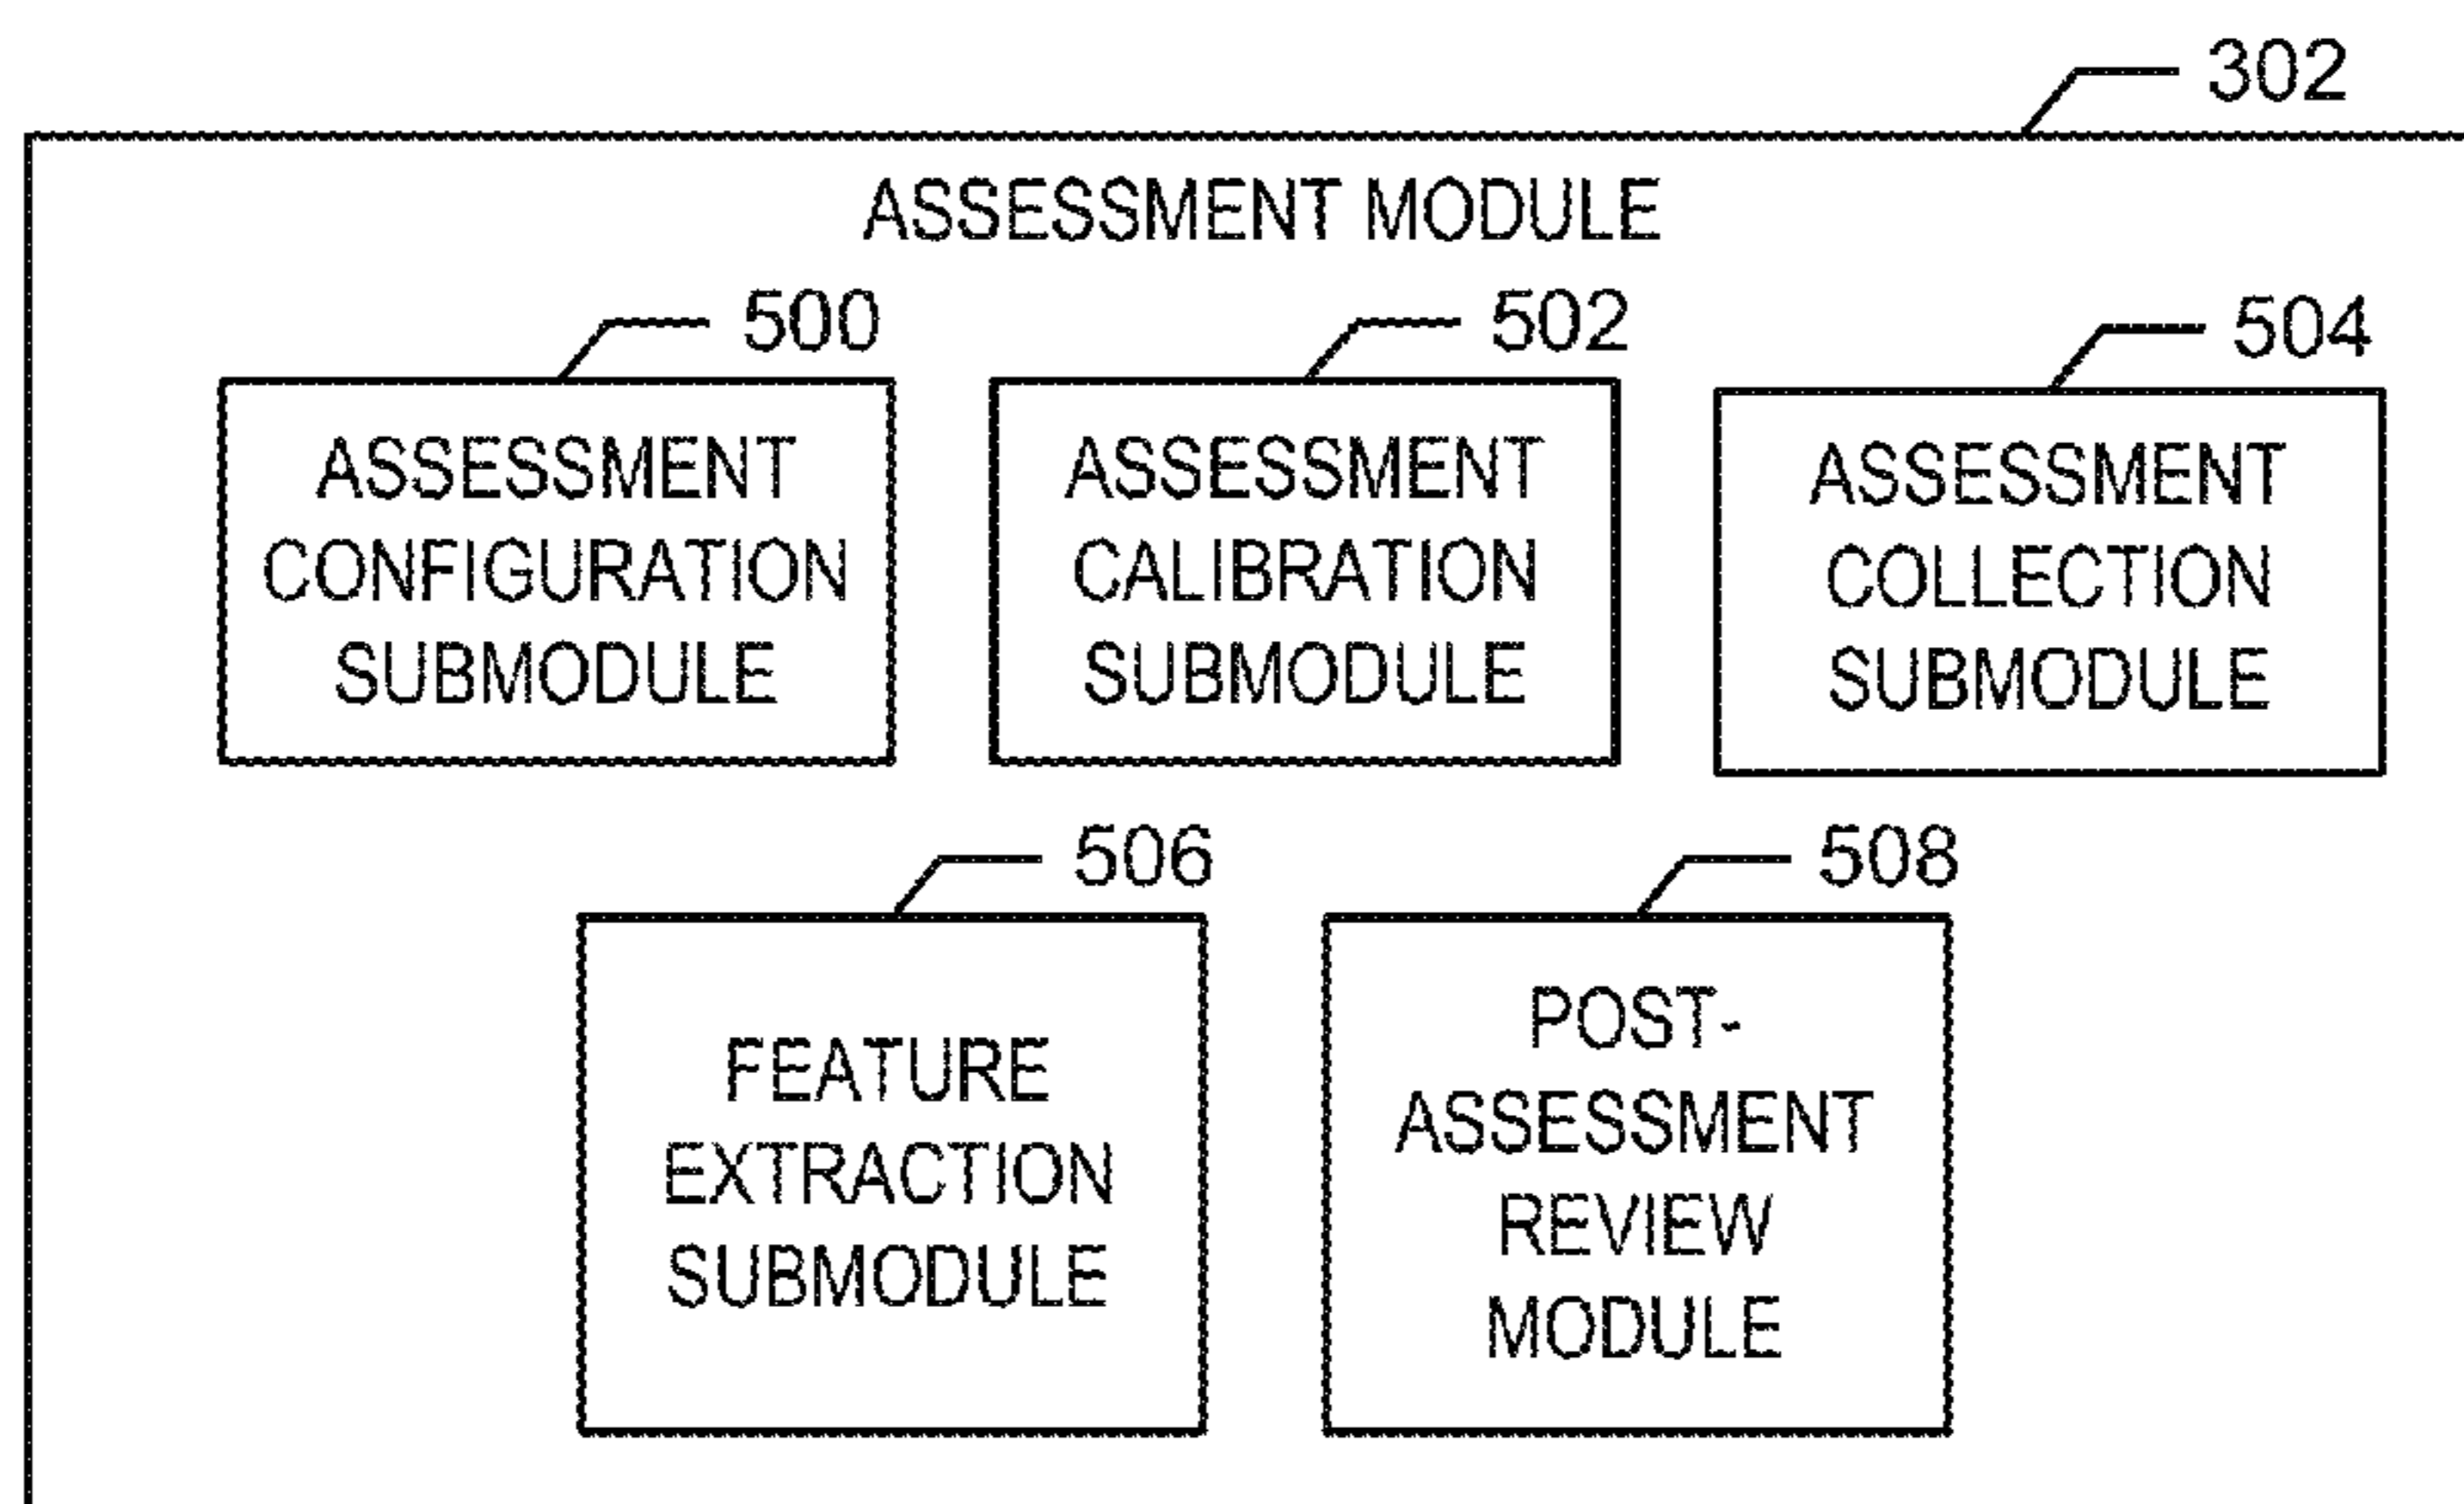 302
ASSESSMENT MODULE
500
502
504
ASSESSMENT
CONFIGURATION
SUBMODULE
ASSESSMENT
CALIBRATION
SUBMODULE
ASSESSMENT
COLLECTION
SUBMODULE
506
508
FEATURE
EXTRACTION
SUBMODULE
POST-
ASSESSMENT
REVIEW
MODULE